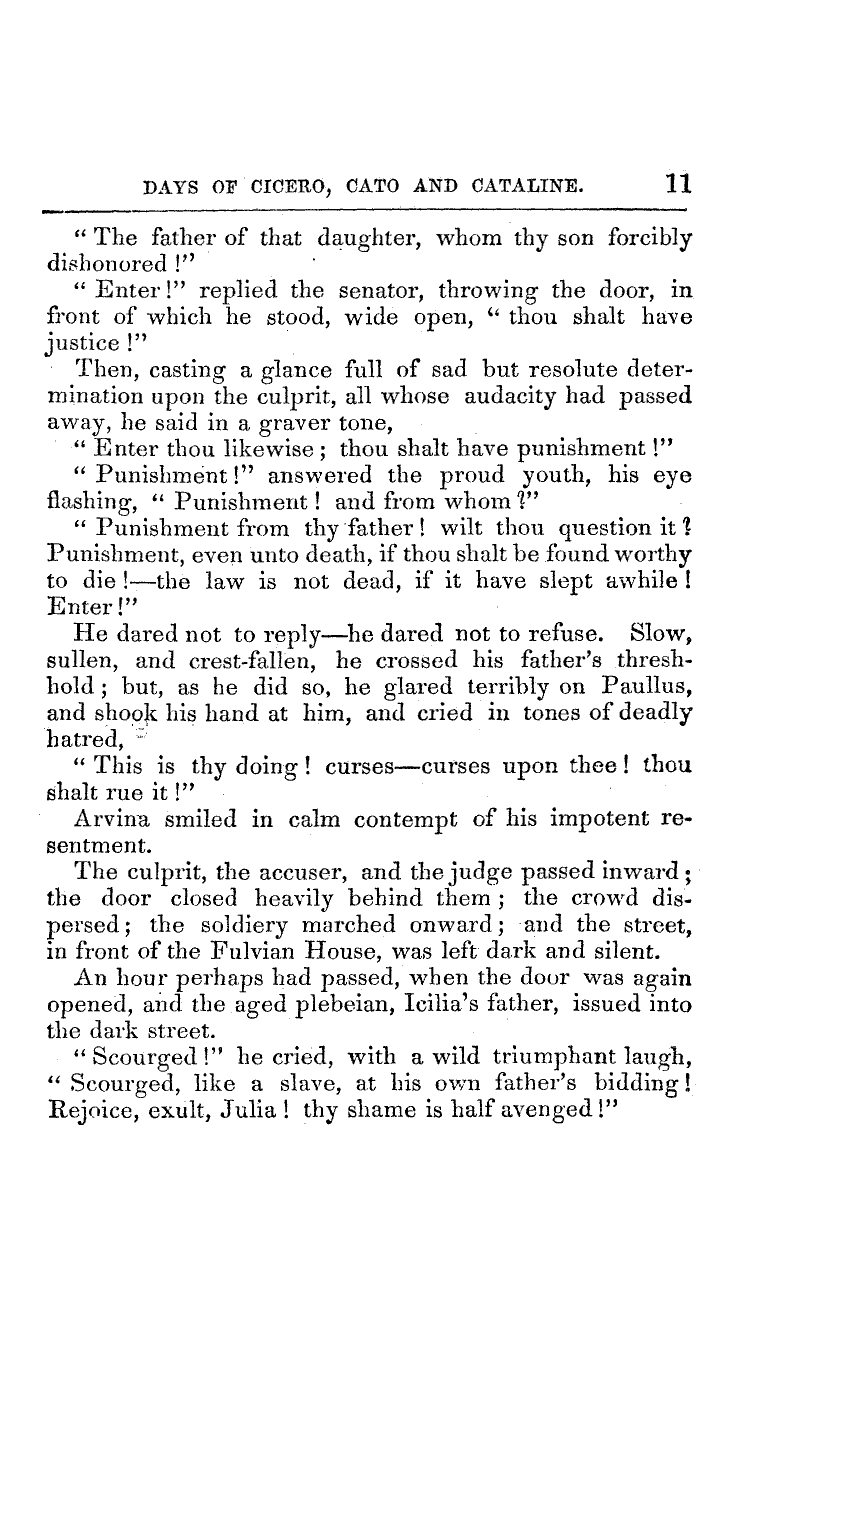 DAYS OF CICERO, CATO AND CATALINE. 11
“ The father of that daughter, whom thy son forcibly
dishonored !”
“ Enter !” replied the senator, throwing the door, in
front of which he stood, wide open, “ thou shalt have
justice !”
Then, casting a glance full of sad but resolute deter-
mination upon the culprit, all whose audacity had passed
away, he said in a graver tone,
“ Enter thou likewise ; thou shalt have punishment !”
“ Punishment !” answered the proud youth, his eye
flashing, “ Punishment ! and from whom ?”
“ Punishment from thy father ! wilt thou question it ?
Punishment, even unto death, if thou shalt be found worthy
to die !—the law is not dead, if it have slept awhile !
Enter !”
He dared not to reply—he dared not to refuse. Slow,
sullen, and crest-fallen, he crossed his father’s thresh-
hold ; but, as he did so, he glared terribly on Paullus,
and shook his hand at him, and cried in tones of deadly
hatred,
“ This is thy doing ! curses—curses upon thee ! thou
shalt rue it !”
Arvina smiled in calm contempt of his impotent re-
sentment.
The culprit, the accuser, and the judge passed inward ;
the door closed heavily behind them ; the crowd dis-
persed ; the soldiery marched onward ; and the street,
in front of the Fulvian House, was left dark and silent.
An hour perhaps had passed, when the door was again
opened, and the aged plebeian, Icilia’s father, issued into
the dark street.
“ Scourged !” he cried, with a wild triumphant laugh,
“ Scourged, like a slave, at his own father’s bidding !
Rejoice, exult, Julia ! thy shame is half avenged !”